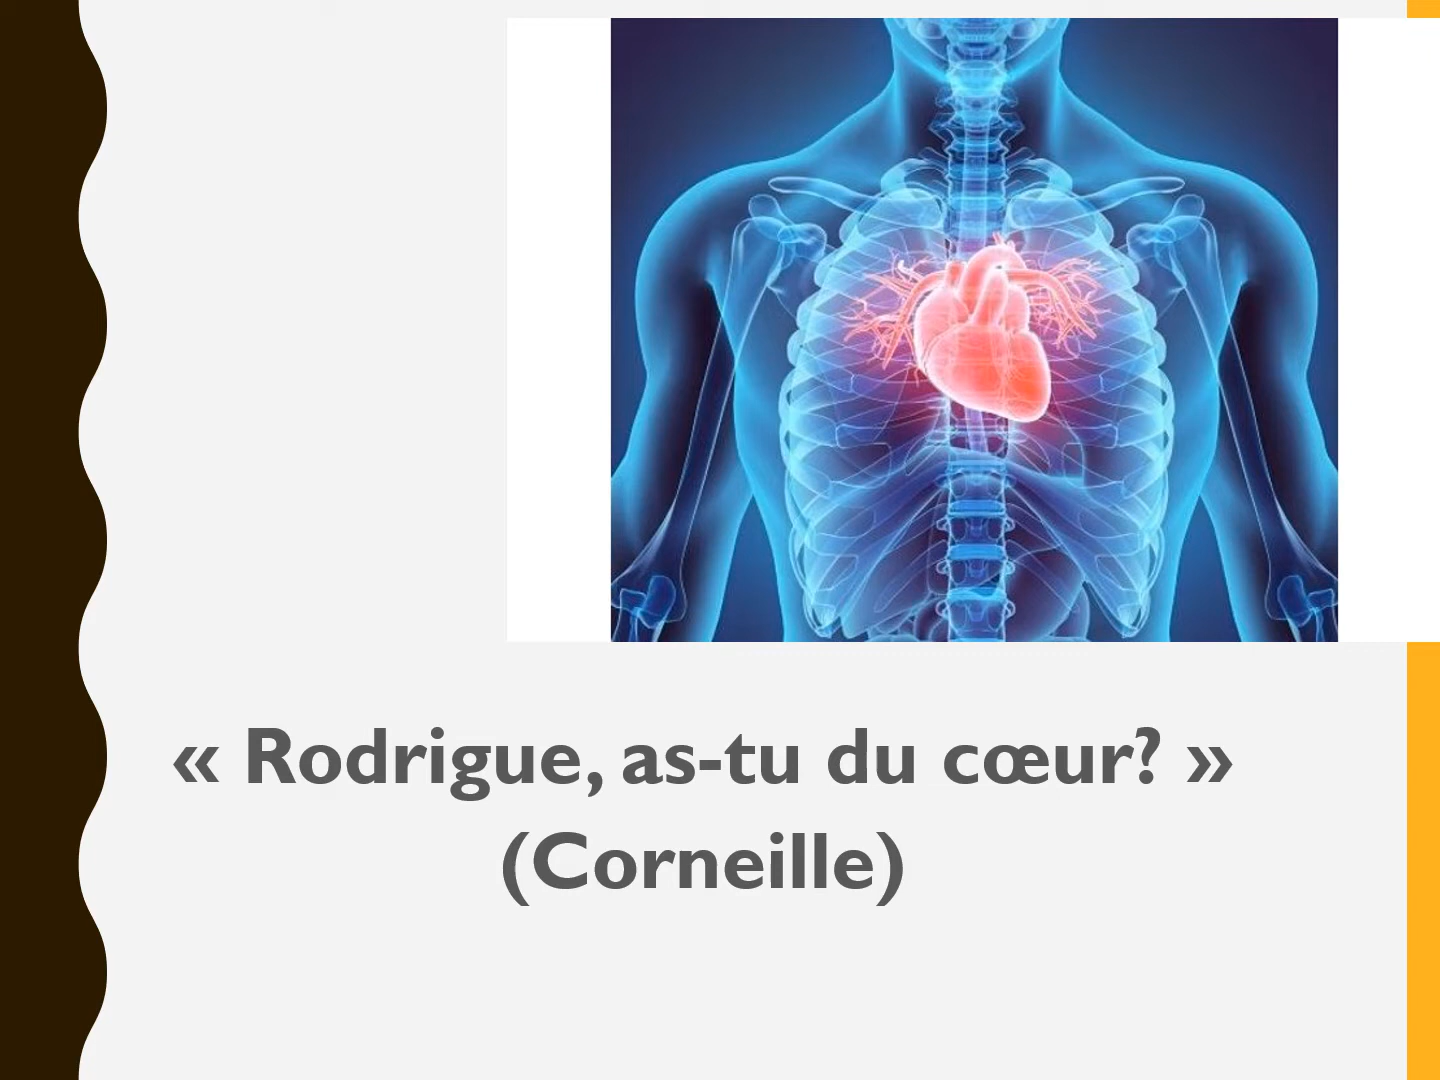 « Rodrigue, as-tu du cœur? »
(Corneille)